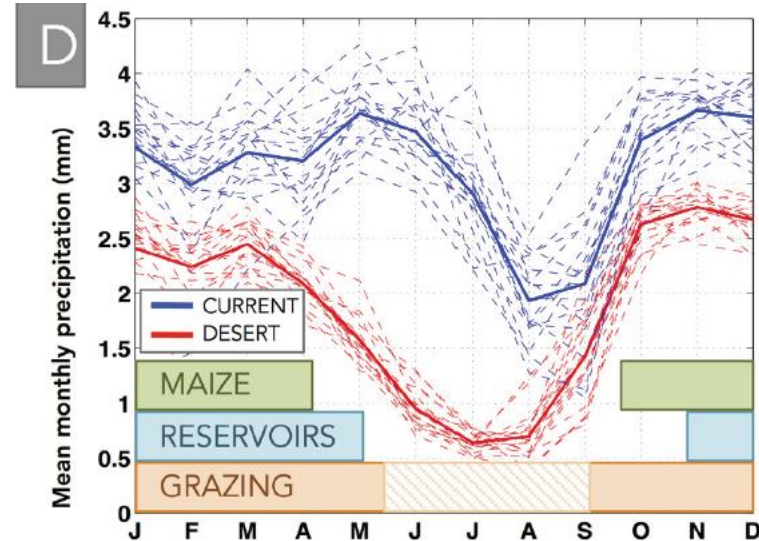 D
Mean monthly precipitation (mm)
4.5
4
3.5
3
2.5
2
1.5
1
0.5
0
CURRENT
DESERT
MAIZE
RESERVOIRS
GRAZING
J F M A M J J A S O N D